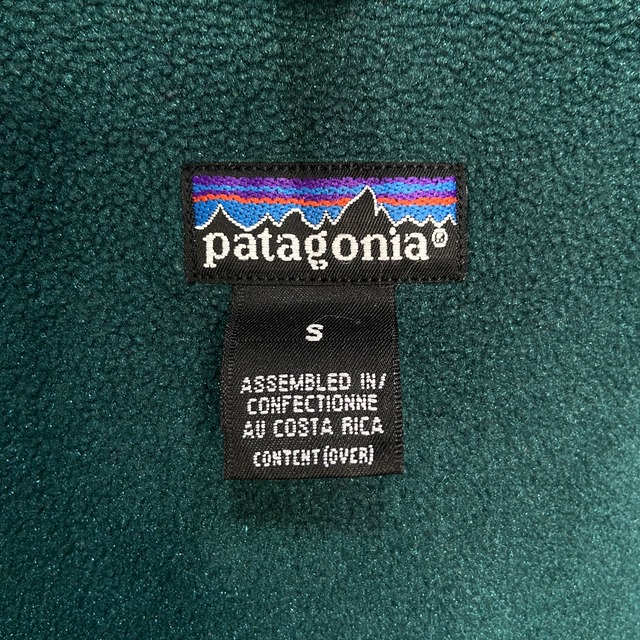 patagonia®
S
ASSEMBLED IN/
CONFECTIONNE
AU COSTA RICA
CONTENT (OVER)